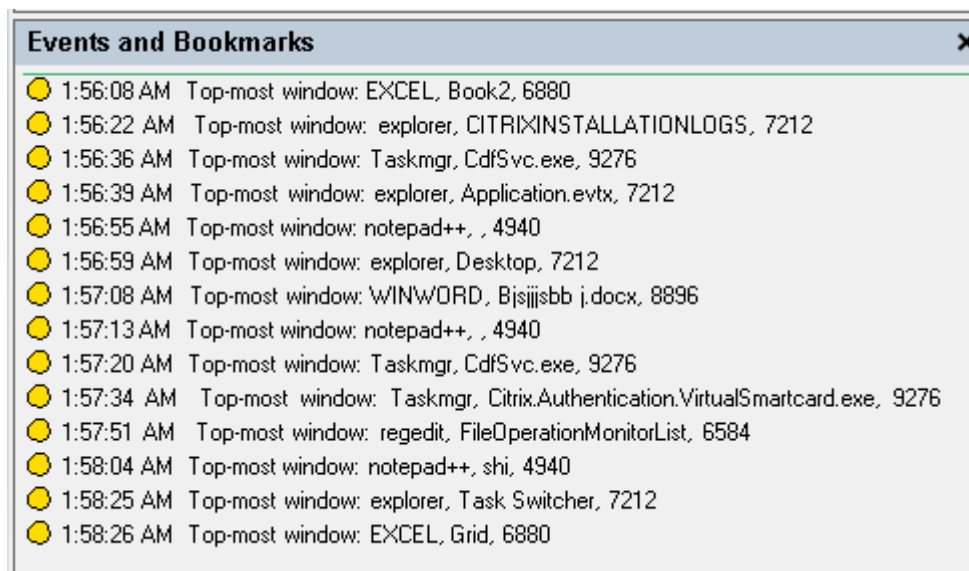 Events and Bookmarks
1:56:08 AM Top-most window: EXCEL, Book2, 6880
1:56:22 AM Top-most window: explorer, CITRIXINSTALLATIONLOGS, 7212
1:56:36 AM Top-most window: Taskmgr, CdfSvc.exe, 9276
1:56:39 AM Top-most window: explorer, Application.evtx, 7212
1:56:55 AM Top-most window: notepad++, , 4940
1:56:59 AM Top-most window: explorer, Desktop, 7212
1:57:08 AM Top-most window: WINWORD, Bjsjjjsbb j.docx, 8896
1:57:13 AM Top-most window: notepad++, , 4940
1:57:20 AM Top-most window: Taskmgr, CdfSvc.exe, 9276
1:57:34 AM Top-most window: Taskmgr, Citrix.Authentication.VirtualSmartcard.exe, 9276
1:57:51 AM Top-most window: regedit, FileOperationMonitorList, 6584
1:58:04 AM Top-most window: notepad++, shi, 4940
1:58:25 AM Top-most window: explorer, Task Switcher, 7212
1:58:26 AM Top-most window: EXCEL, Grid, 6880